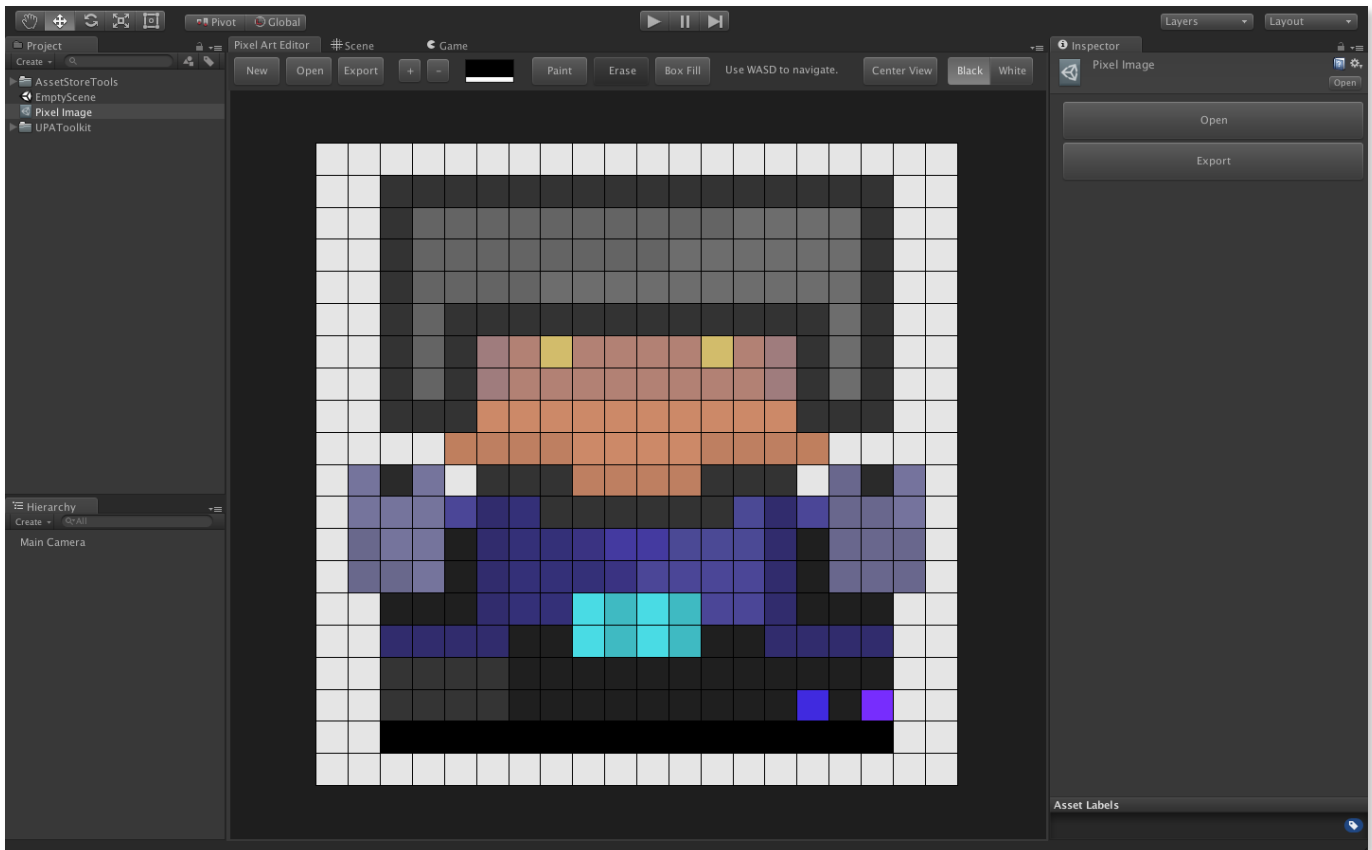 Pivot Global Layers Layout
Project Pixel Art Editor Scene Game Inspector
Create
New Open Export + - Paint Erase Box Fill Use WASD to navigate. Center View Black White
Pixel Image
Open
AssetStoreTools
EmptyScene
Pixel Image
UPAToolkit
Open
Export
Hierarchy
Create All
Main Camera
Asset Labels